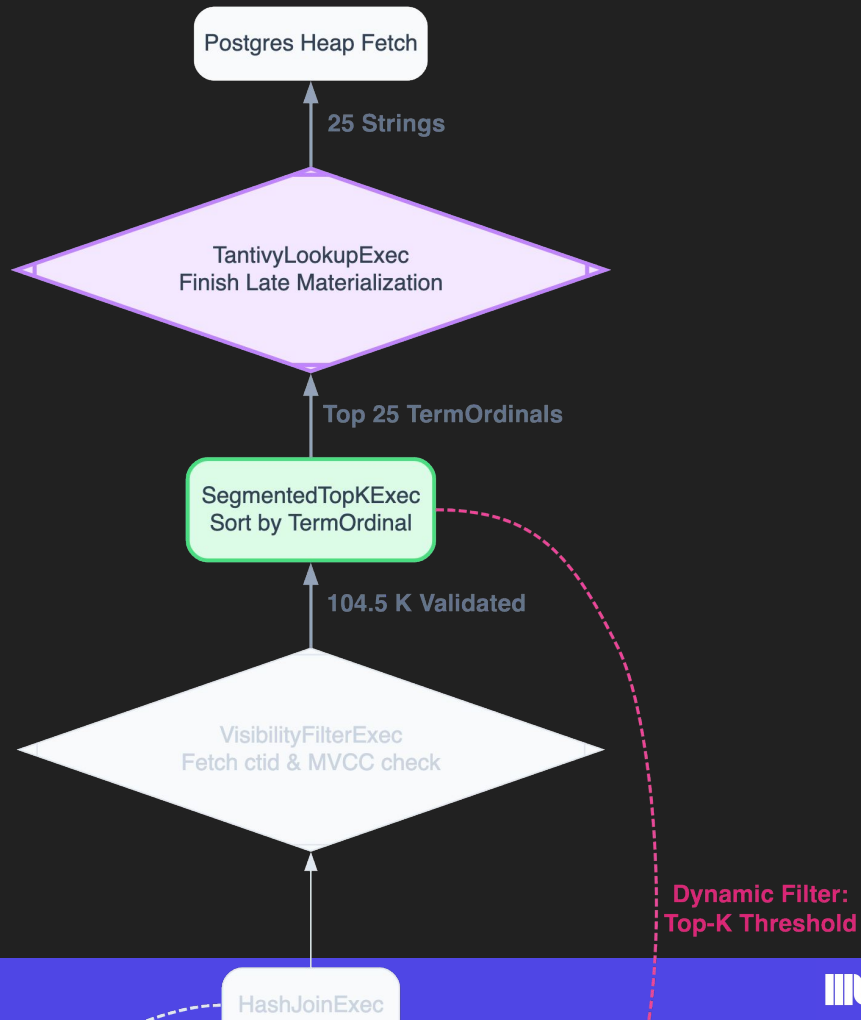 Postgres Heap Fetch
25 Strings
TantivyLookupExec
Finish Late Materialization
Top 25 TermOrdinals
SegmentedTopKExec
Sort by TermOrdinal
104.5 K Validated
VisibilityFilterExec
Fetch ctid & MVCC check
Dynamic Filter:
Top-K Threshold
HashJoinExec